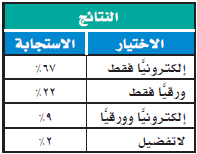 النتائج
الاختيار الاستجابة
إلكترونيًّا فقط ٦٧٪
ورقيًّا فقط ٢٢٪
إلكترونيًّا وورقيًّا ٩٪
لاتفضيل ٢٪